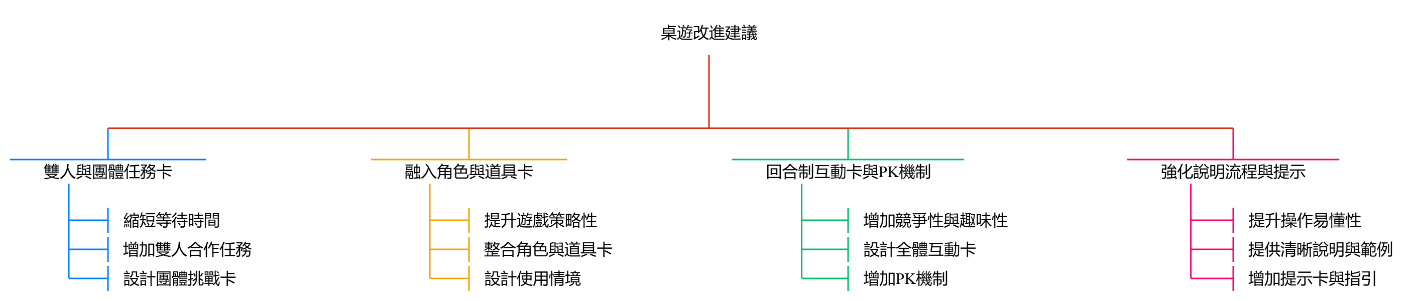 桌遊改進建議
雙人與團體任務卡
縮短等待時間
增加雙人合作任務
設計團體挑戰卡
融入角色與道具卡
提升遊戲策略性
整合角色與道具卡
設計使用情境
回合制互動卡與PK機制
增加競爭性與趣味性
設計全體互動卡
增加PK機制
強化說明流程與提示
提升操作易懂性
提供清晰說明與範例
增加提示卡與指引